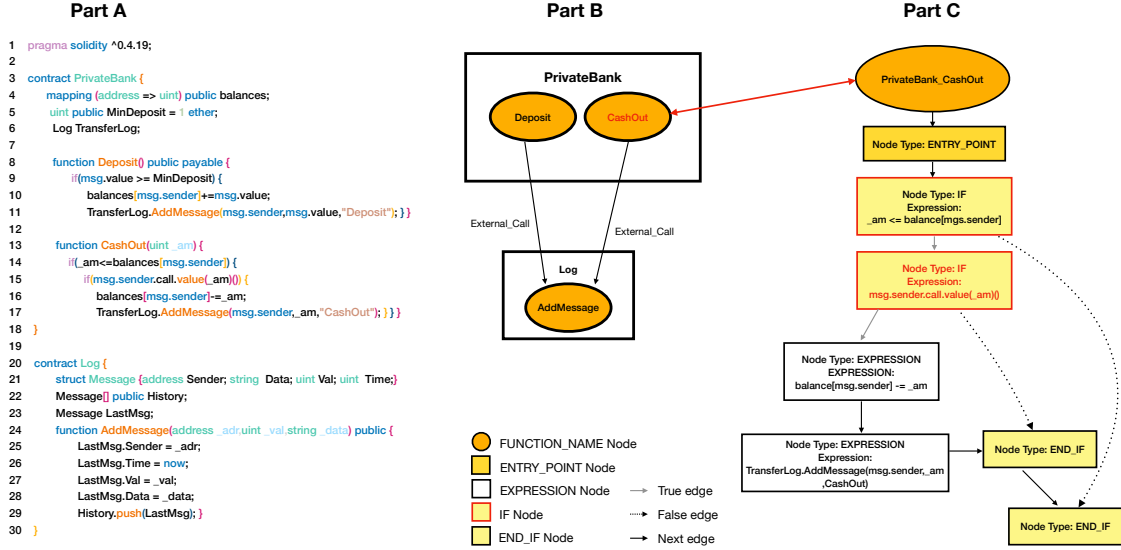 Part A
1 pragma solidity ^0.4.19;
2
3 contract PrivateBank {
4 mapping (address => uint) public balances;
5 uint public MinDeposit = 1 ether;
6 Log TransferLog;
7
8 function Deposit() public payable {
9 if(msg.value >= MinDeposit) {
10 balances[msg.sender]+=msg.value;
11 TransferLog.AddMessage(msg.sender,msg.value,"Deposit"); } }
12
13 function CashOut(uint _am) {
14 if(_am<=balances[msg.sender]) {
15 if(msg.sender.call.value(_am)()) {
16 balances[msg.sender]-=_am;
17 TransferLog.AddMessage(msg.sender,_am,"CashOut"); } } }
18 }
19
20 contract Log {
21 struct Message {address Sender; string Data; uint Val; uint Time;}
22 Message[] public History;
23 Message LastMsg;
24 function AddMessage(address _adr,uint _val,string _data) public {
25 LastMsg.Sender = _adr;
26 LastMsg.Time = now;
27 LastMsg.Val = _val;
28 LastMsg.Data = _data;
29 History.push(LastMsg); }
30 }
Part B
PrivateBank
Deposit
CashOut
External_Call
External_Call
Log
AddMessage
FUNCTION_NAME Node
ENTRY_POINT Node
EXPRESSION Node
IF Node
END_IF Node
True edge
False edge
Next edge
Part C
PrivateBank_CashOut
Node Type: ENTRY_POINT
Node Type: IF
Expression:
_am <= balance[mgs.sender]
Node Type: IF
Expression:
msg.sender.call.value(_am)()
Node Type: EXPRESSION
EXPRESSION:
balance[msg.sender] -= _am
Node Type: EXPRESSION
Expression:
TransferLog.AddMessage(msg.sender,_am
,CashOut)
Node Type: END_IF
Node Type: END_IF